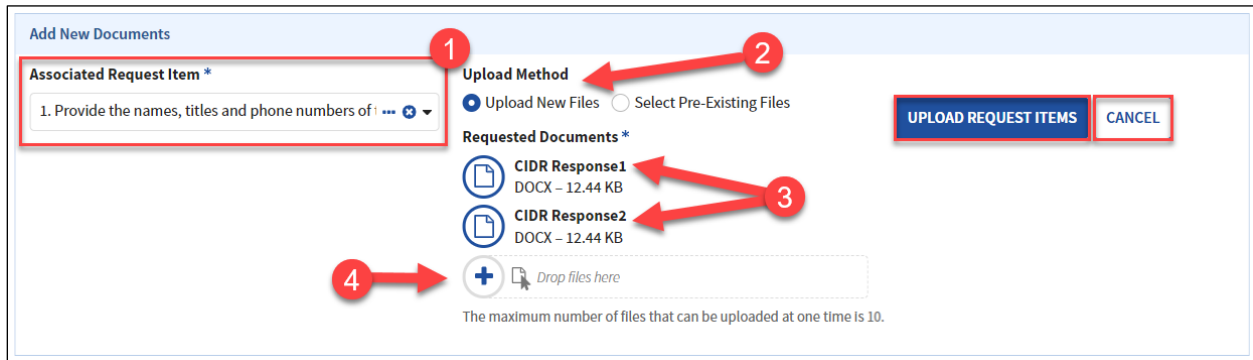 Add New Documents
1
2
Associated Request Item *
1. Provide the names, titles and phone numbers of
Upload Method
Upload New Files
Select Pre-Existing Files
UPLOAD REQUEST ITEMS
CANCEL
Requested Documents *
CIDR Response1
DOCX – 12.44 KB
3
CIDR Response2
DOCX – 12.44 KB
4
Drop files here
The maximum number of files that can be uploaded at one time is 10.